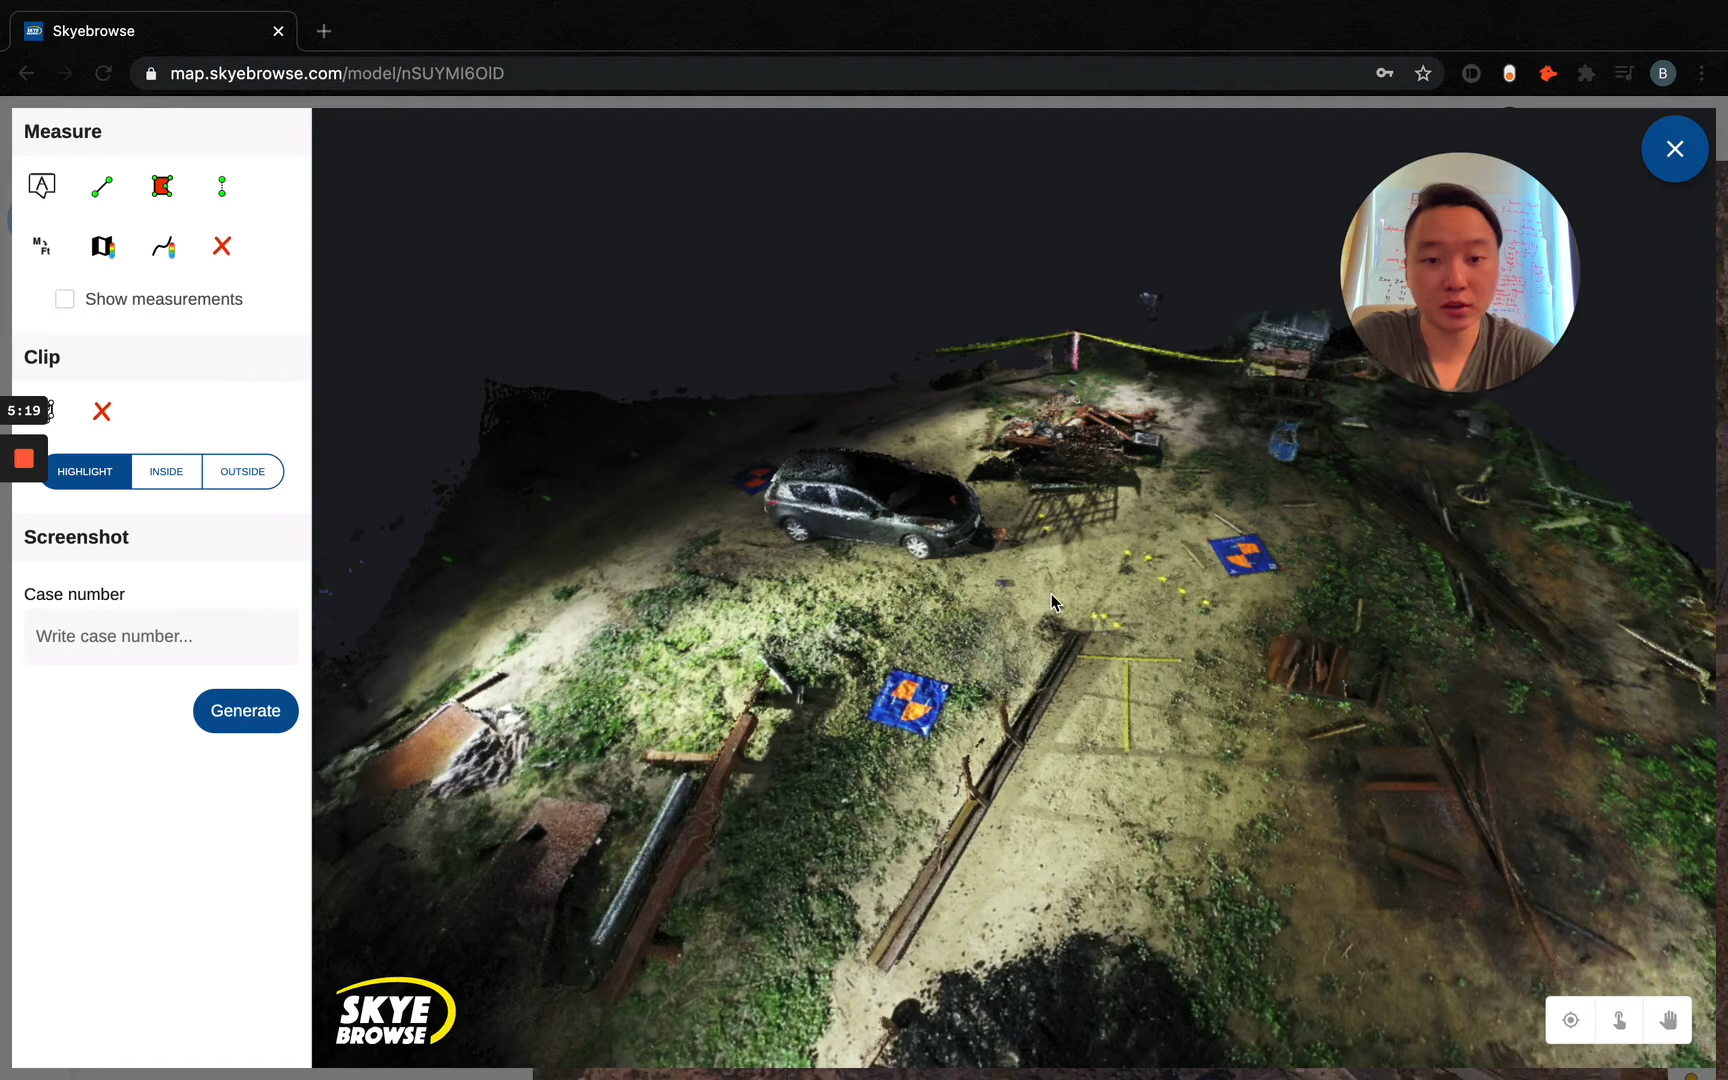 Skyebrowse
map.skyebrowse.com/model/nSUYMI6OID
B
Measure
A
M
Ft
Show measurements
Clip
5:19
HIGHLIGHT
INSIDE
OUTSIDE
Screenshot
Case number
Write case number...
Generate
SKYE
BROWSE